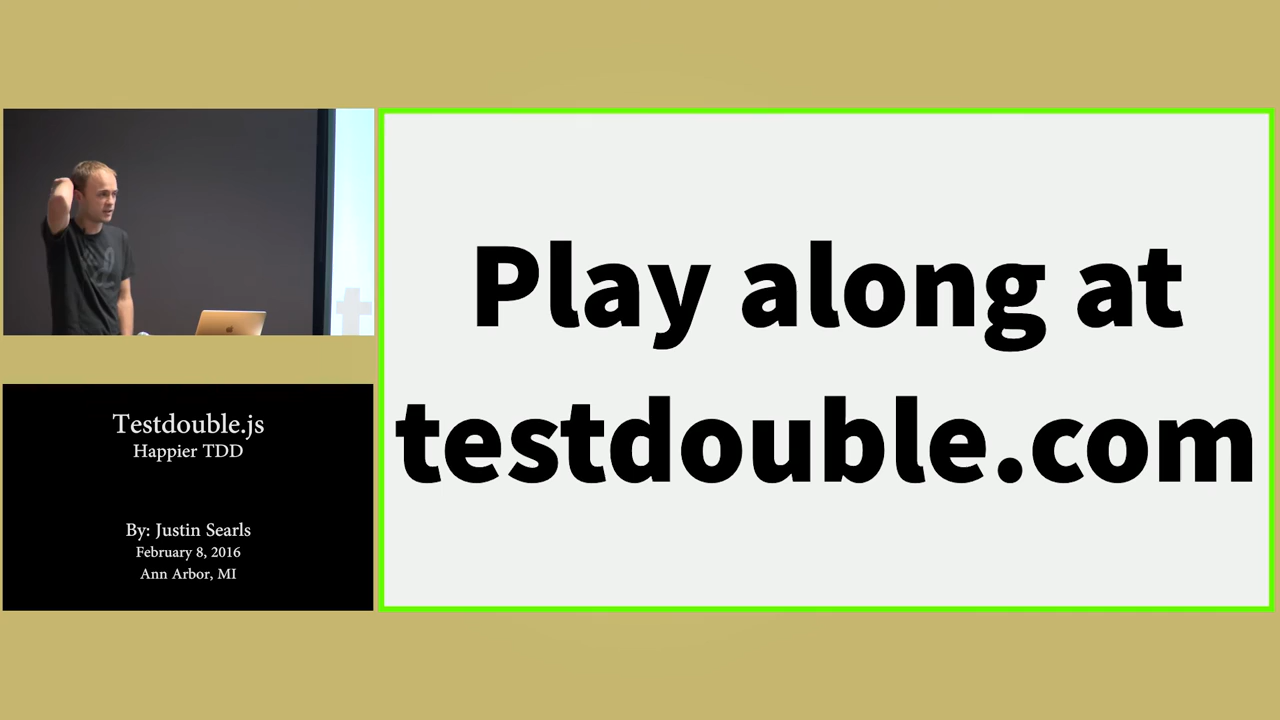 Play along at
testdouble.com
Testdouble.js
Happier TDD
By: Justin Searls
February 8, 2016
Ann Arbor, MI